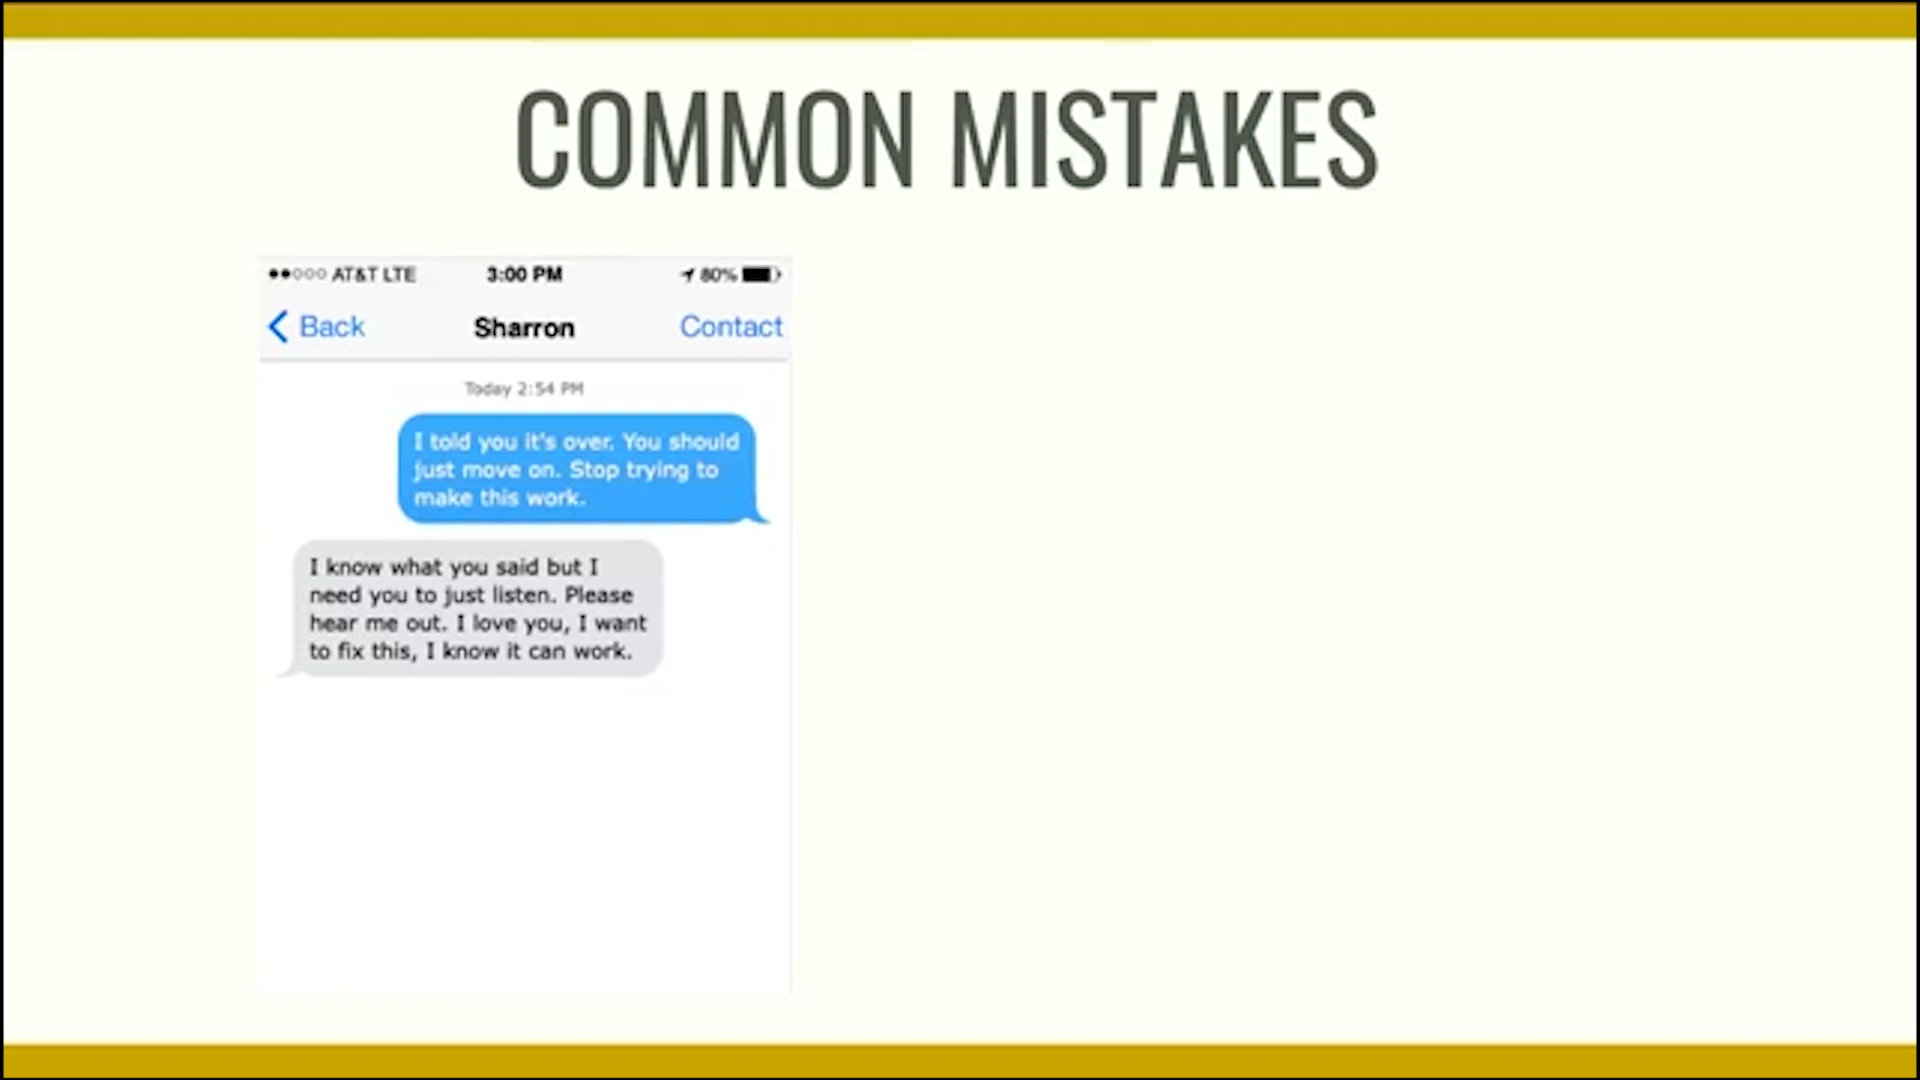 COMMON MISTAKES
AT&T LTE 3:00 PM 80%
Back Sharron Contact
Today 2:54 PM
I told you it's over. You should
just move on. Stop trying to
make this work.
I know what you said but I
need you to just listen. Please
hear me out. I love you, I want
to fix this, I know it can work.